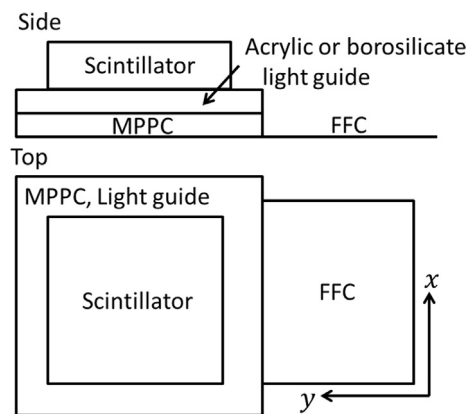 Side
Scintillator
Acrylic or borosilicate
light guide
MPPC
FFC
Top
MPPC, Light guide
Scintillator
FFC
x
y